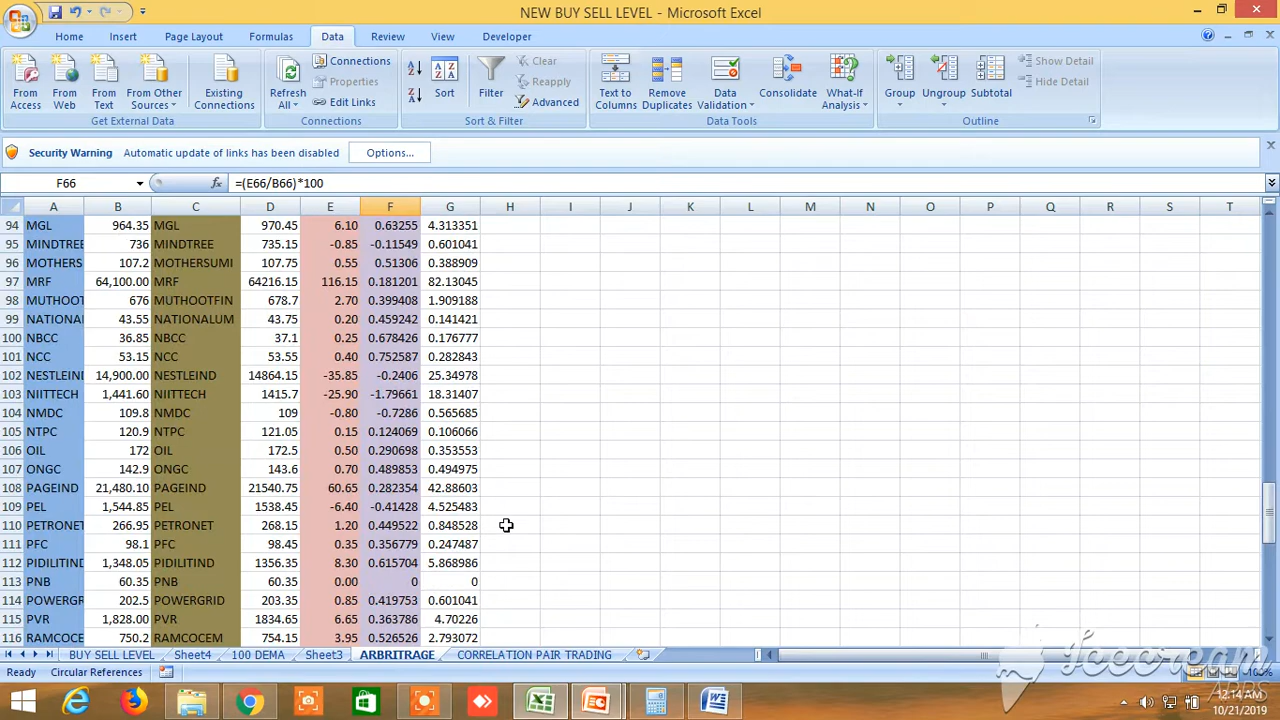 NEW BUY SELL LEVEL - Microsoft Excel
Home Insert Page Layout Formulas Data Review View Developer
From Access From Web From Text From Other Sources Existing Connections Refresh All Connections Properties Edit Links Sort Filter Clear Reapply Advanced Text to Columns Remove Duplicates Data Validation Consolidate What-If Analysis Group Ungroup Subtotal Show Detail Hide Detail
Get External Data Connections Sort & Filter Data Tools Outline
Security Warning Automatic update of links has been disabled Options...
F66 fx =(E66/B66)*100
A B C D E F G H I J K L M N O P Q R S T
94 MGL 964.35 MGL 970.45 6.10 0.63255 4.313351
95 MINDTREE 736 MINDTREE 735.15 -0.85 -0.11549 0.601041
96 MOTHERS 107.2 MOTHERSUMI 107.75 0.55 0.51306 0.388909
97 MRF 64,100.00 MRF 64216.15 116.15 0.181201 82.13045
98 MUTHOOT 676 MUTHOOTFIN 678.7 2.70 0.399408 1.909188
99 NATIONA 43.55 NATIONALUM 43.75 0.20 0.459242 0.141421
100 NBCC 36.85 NBCC 37.1 0.25 0.678426 0.176777
101 NCC 53.15 NCC 53.55 0.40 0.752587 0.282843
102 NESTLEIN 14,900.00 NESTLEIND 14864.15 -35.85 -0.2406 25.34978
103 NIITTECH 1,441.60 NIITTECH 1415.7 -25.90 -1.79661 18.31407
104 NMDC 109.8 NMDC 109 -0.80 -0.7286 0.565685
105 NTPC 120.9 NTPC 121.05 0.15 0.124069 0.106066
106 OIL 172 OIL 172.5 0.50 0.290698 0.353553
107 ONGC 142.9 ONGC 143.6 0.70 0.489853 0.494975
108 PAGEIND 21,480.10 PAGEIND 21540.75 60.65 0.282354 42.88603
109 PEL 1,544.85 PEL 1538.45 -6.40 -0.41428 4.525483
110 PETRONET 266.95 PETRONET 268.15 1.20 0.449522 0.848528
111 PFC 98.1 PFC 98.45 0.35 0.356779 0.247487
112 PIDILITIND 1,348.05 PIDILITIND 1356.35 8.30 0.615704 5.868986
113 PNB 60.35 PNB 60.35 0.00 0 0
114 POWERGR 202.5 POWERGRID 203.35 0.85 0.419753 0.601041
115 PVR 1,828.00 PVR 1834.65 6.65 0.363786 4.70226
116 RAMCOCE 750.2 RAMCOCEM 754.15 3.95 0.526526 2.793072
BUY SELL LEVEL Sheet4 100 DEMA Sheet3 ARBRITRAGE CORRELATION PAIR TRADING
Ready Circular References
Icecream
APPS
12:14 AM
10/21/2019